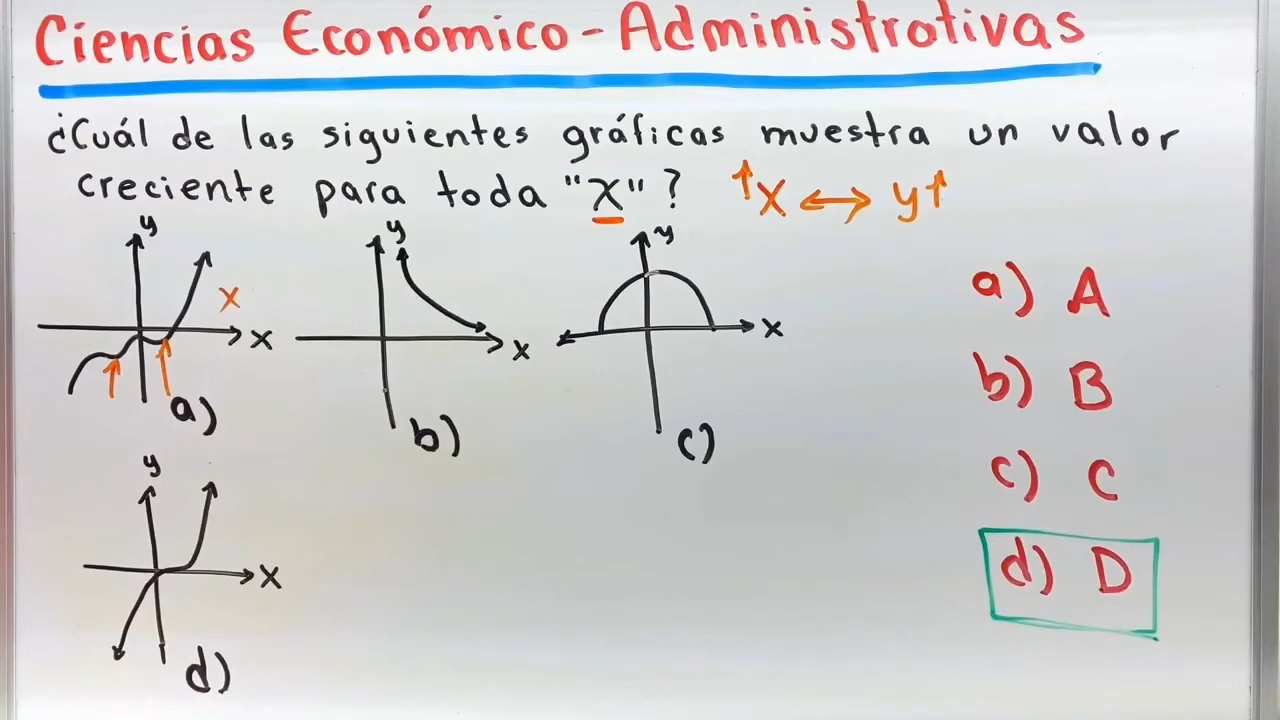 Ciencias Económico-Administrativas
¿Cuál de las siguientes gráficas muestra un valor
creciente para toda "X"? ↑X ↔ y↑
y
x
X
a)
y
x
b)
y
x
c)
y
x
d)
a) A
b) B
c) C
d) D